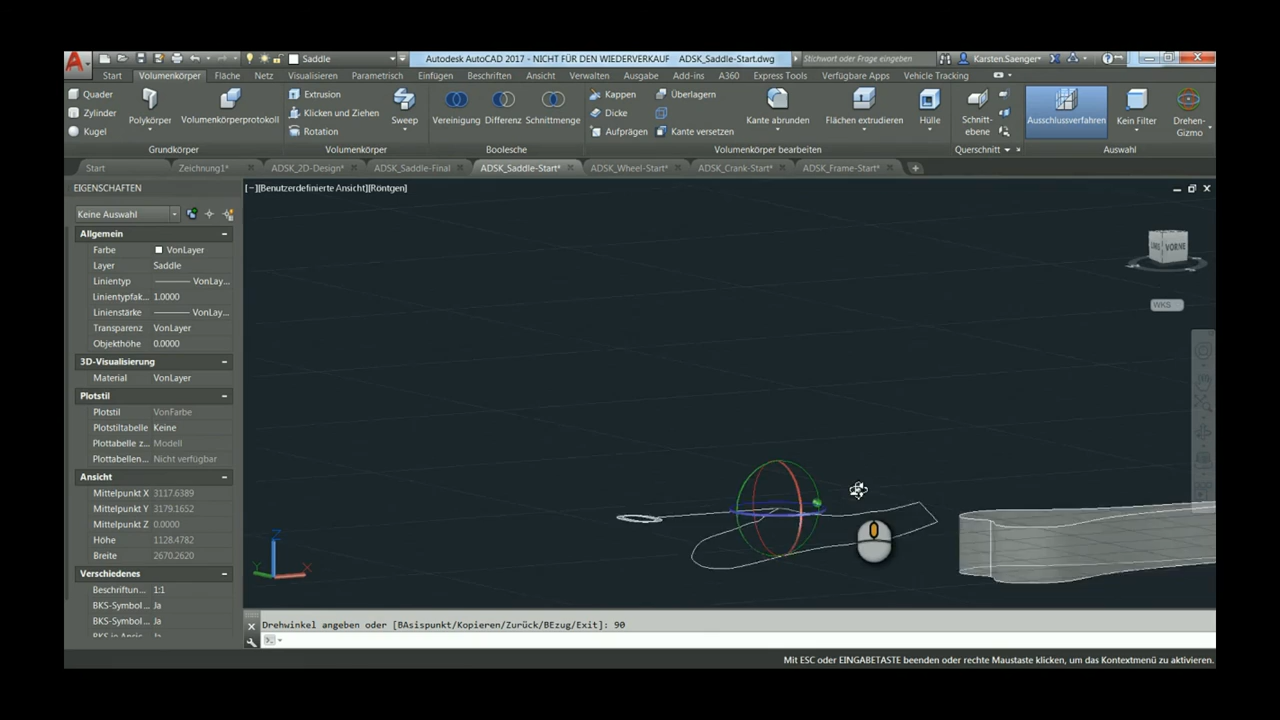 Saddle
Autodesk AutoCAD 2017 - NICHT FÜR DEN WIEDERVERKAUF ADSK_Saddle-Start.dwg
Stichwort oder Frage eingeben
Karsten.Saenger
Start Volumenkörper Fläche Netz Visualisieren Parametrisch Einfügen Beschriften Ansicht Verwalten Ausgabe Add-ins A360 Express Tools Verfügbare Apps Vehicle Tracking
Quader
Zylinder
Kugel
Polykörper
Volumenkörperprotokoll
Extrusion
Klicken und Ziehen
Rotation
Sweep
Vereinigung Differenz Schnittmenge
Kappen
Dicke
Aufprägen
Überlagern
Kante versetzen
Kante abrunden
Flächen extrudieren
Hülle
Schnitt-
ebene
Ausschlussverfahren
Kein Filter
Drehen-
Gizmo
Grundkörper Volumenkörper Boolesche Volumenkörper bearbeiten Querschnitt Auswahl
Start Zeichnung1* ADSK_2D-Design* ADSK_Saddle-Final ADSK_Saddle-Start* ADSK_Wheel-Start* ADSK_Crank-Start* ADSK_Frame-Start*
EIGENSCHAFTEN
[−][Benutzerdefinierte Ansicht][Röntgen]
Keine Auswahl
Allgemein
Farbe VonLayer
Layer Saddle
Linientyp VonLay...
Linientypfak... 1.0000
Linienstärke VonLay...
Transparenz VonLayer
Objekthöhe 0.0000
3D-Visualisierung
Material VonLayer
Plotstil
Plotstil VonFarbe
Plotstiltabelle Keine
Plottabelle z... Modell
Plottabellen... Nicht verfügbar
Ansicht
Mittelpunkt X 3117.6389
Mittelpunkt Y 3179.1652
Mittelpunkt Z 0.0000
Höhe 1128.4782
Breite 2670.2620
Verschiedenes
Beschriftun... 1:1
BKS-Symbol ... Ja
BKS-Symbol... Ja
VORNE
WKS
Z
Y
X
Drehwinkel angeben oder [BAsispunkt/Kopieren/Zurück/BEzug/Exit]: 90
Mit ESC oder EINGABETASTE beenden oder rechte Maustaste klicken, um das Kontextmenü zu aktivieren.